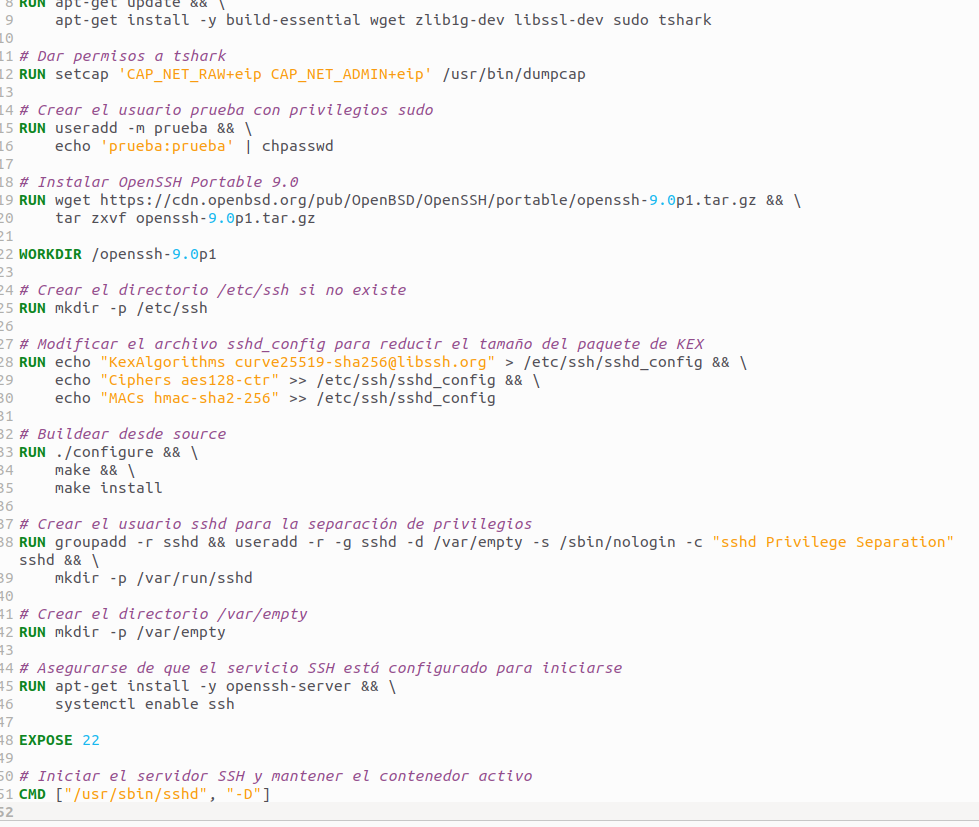 8 RUN apt-get update && \
9 apt-get install -y build-essential wget zlib1g-dev libssl-dev sudo tshark
10
11 # Dar permisos a tshark
12 RUN setcap 'CAP_NET_RAW+eip CAP_NET_ADMIN+eip' /usr/bin/dumpcap
13
14 # Crear el usuario prueba con privilegios sudo
15 RUN useradd -m prueba && \
16 echo 'prueba:prueba' | chpasswd
17
18 # Instalar OpenSSH Portable 9.0
19 RUN wget https://cdn.openbsd.org/pub/OpenBSD/OpenSSH/portable/openssh-9.0p1.tar.gz && \
20 tar zxvf openssh-9.0p1.tar.gz
21
22 WORKDIR /openssh-9.0p1
23
24 # Crear el directorio /etc/ssh si no existe
25 RUN mkdir -p /etc/ssh
26
27 # Modificar el archivo sshd_config para reducir el tamaño del paquete de KEX
28 RUN echo "KexAlgorithms curve25519-sha256@libssh.org" > /etc/ssh/sshd_config && \
29 echo "Ciphers aes128-ctr" >> /etc/ssh/sshd_config && \
30 echo "MACs hmac-sha2-256" >> /etc/ssh/sshd_config
31
32 # Buildear desde source
33 RUN ./configure && \
34 make && \
35 make install
36
37 # Crear el usuario sshd para la separación de privilegios
38 RUN groupadd -r sshd && useradd -r -g sshd -d /var/empty -s /sbin/nologin -c "sshd Privilege Separation"
sshd && \
39 mkdir -p /var/run/sshd
40
41 # Crear el directorio /var/empty
42 RUN mkdir -p /var/empty
43
44 # Asegurarse de que el servicio SSH está configurado para iniciarse
45 RUN apt-get install -y openssh-server && \
46 systemctl enable ssh
47
48 EXPOSE 22
49
50 # Iniciar el servidor SSH y mantener el contenedor activo
51 CMD ["/usr/sbin/sshd", "-D"]
52